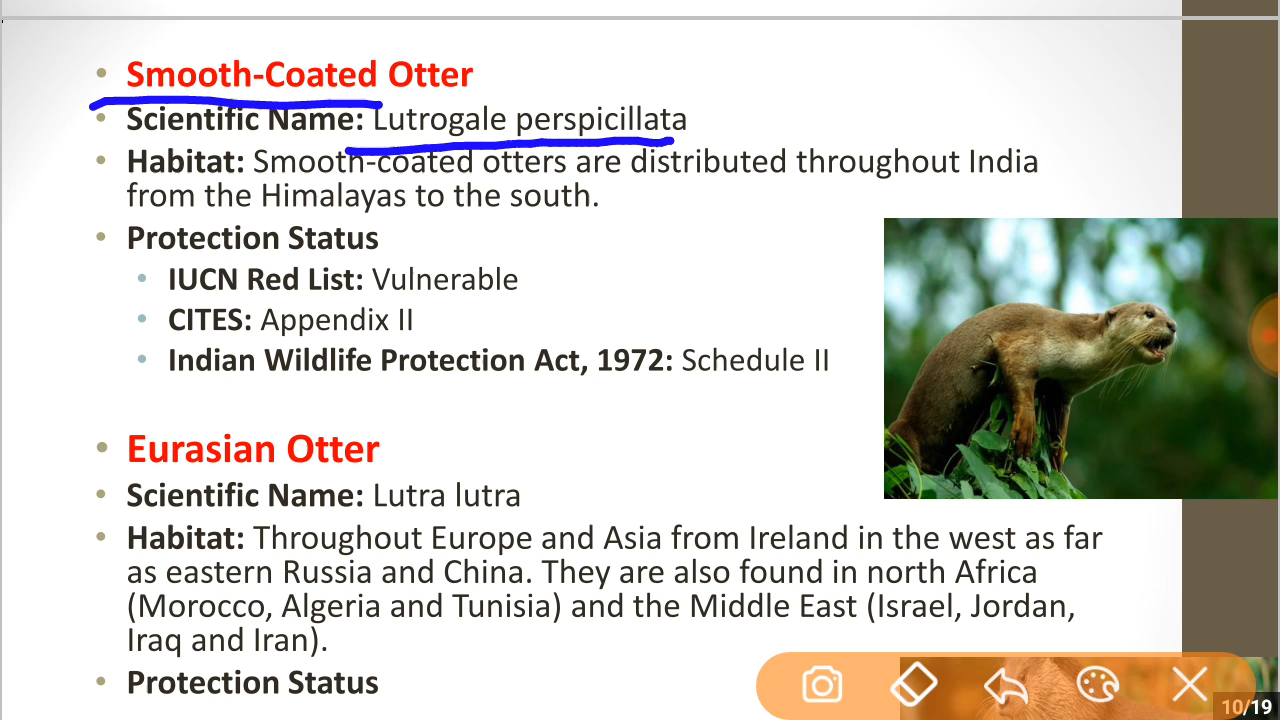 Smooth-Coated Otter
Scientific Name: Lutrogale perspicillata
Habitat: Smooth-coated otters are distributed throughout India
from the Himalayas to the south.
Protection Status
IUCN Red List: Vulnerable
CITES: Appendix II
Indian Wildlife Protection Act, 1972: Schedule II
Eurasian Otter
Scientific Name: Lutra lutra
Habitat: Throughout Europe and Asia from Ireland in the west as far
as eastern Russia and China. They are also found in north Africa
(Morocco, Algeria and Tunisia) and the Middle East (Israel, Jordan,
Iraq and Iran).
Protection Status
10/19